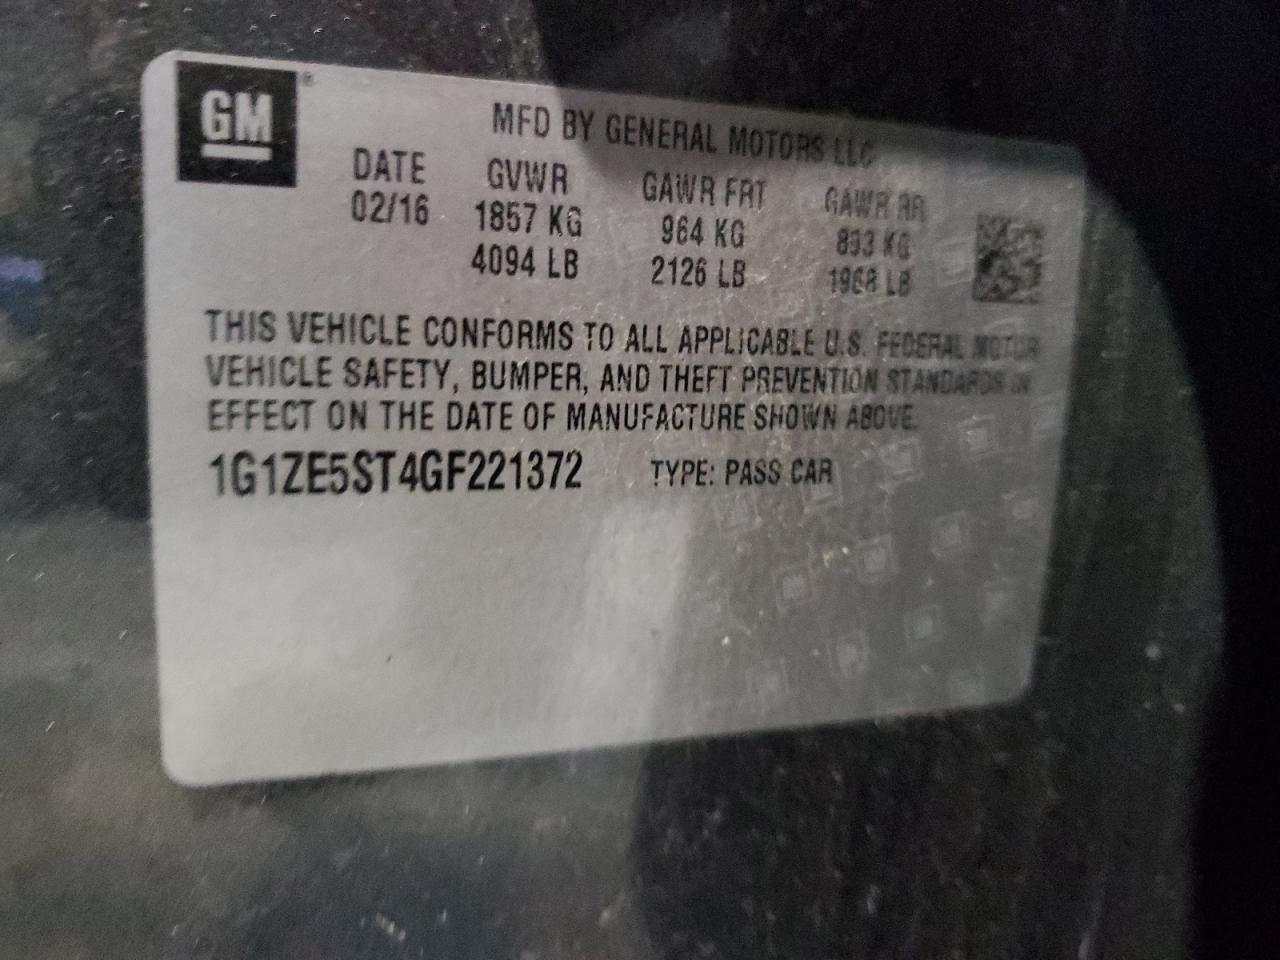 GM
MFD BY GENERAL MOTORS LLC
DATE GVWR GAWR FRT GAWR RR
02/16 1857 KG 964 KG 893 KG
4094 LB 2126 LB 1968 LB
THIS VEHICLE CONFORMS TO ALL APPLICABLE U.S. FEDERAL MOTOR
VEHICLE SAFETY, BUMPER, AND THEFT PREVENTION STANDARDS IN
EFFECT ON THE DATE OF MANUFACTURE SHOWN ABOVE.
1G1ZE5ST4GF221372 TYPE: PASS CAR